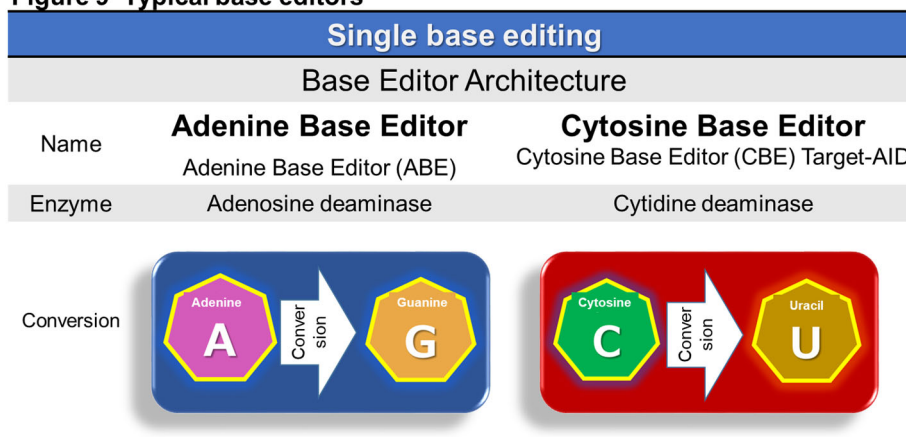 Figure 9 Typical base editors
Single base editing
Base Editor Architecture
Name
Adenine Base Editor
Adenine Base Editor (ABE)
Cytosine Base Editor
Cytosine Base Editor (CBE) Target-AID
Enzyme
Adenosine deaminase
Cytidine deaminase
Conversion
Adenine
A
Conver
sion
Guanine
G
Cytosine
C
Conver
sion
Uracil
U